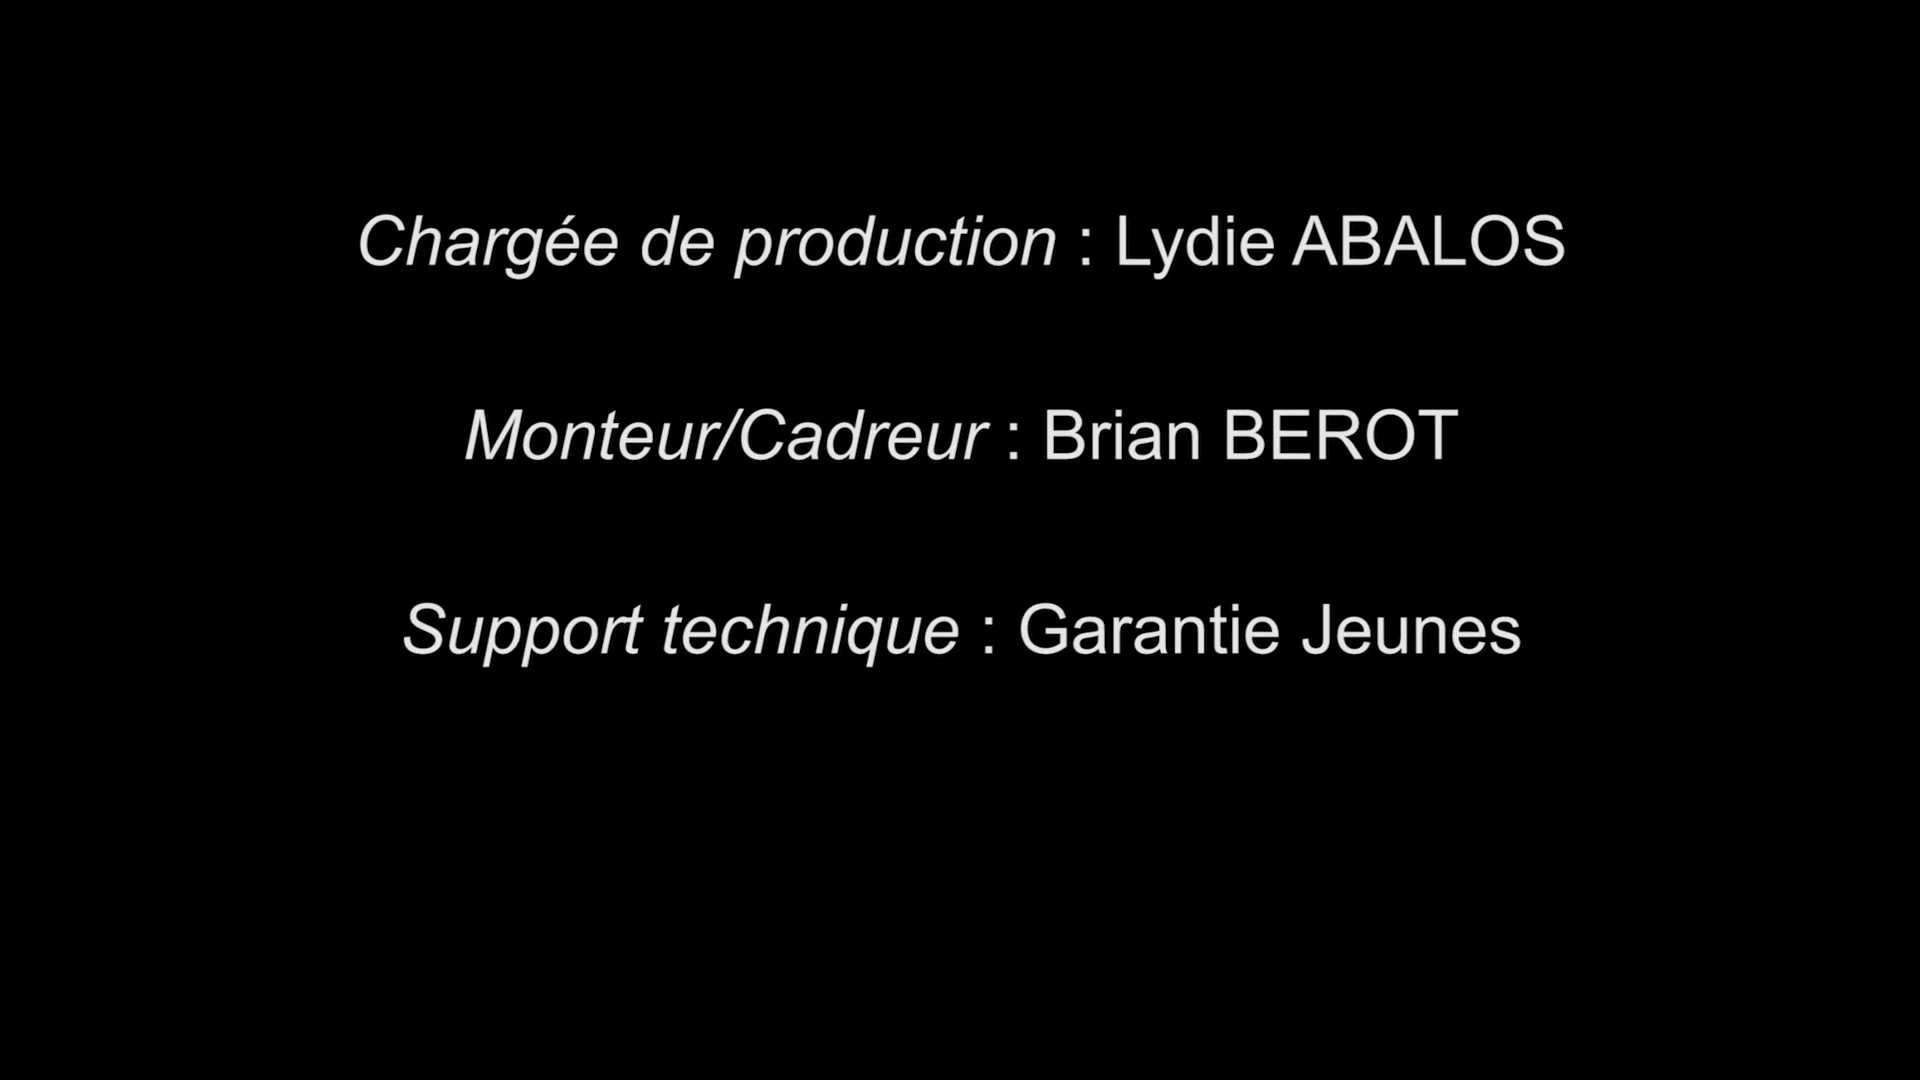 Chargée de production : Lydie ABALOS
Monteur/Cadreur : Brian BEROT
Support technique : Garantie Jeunes